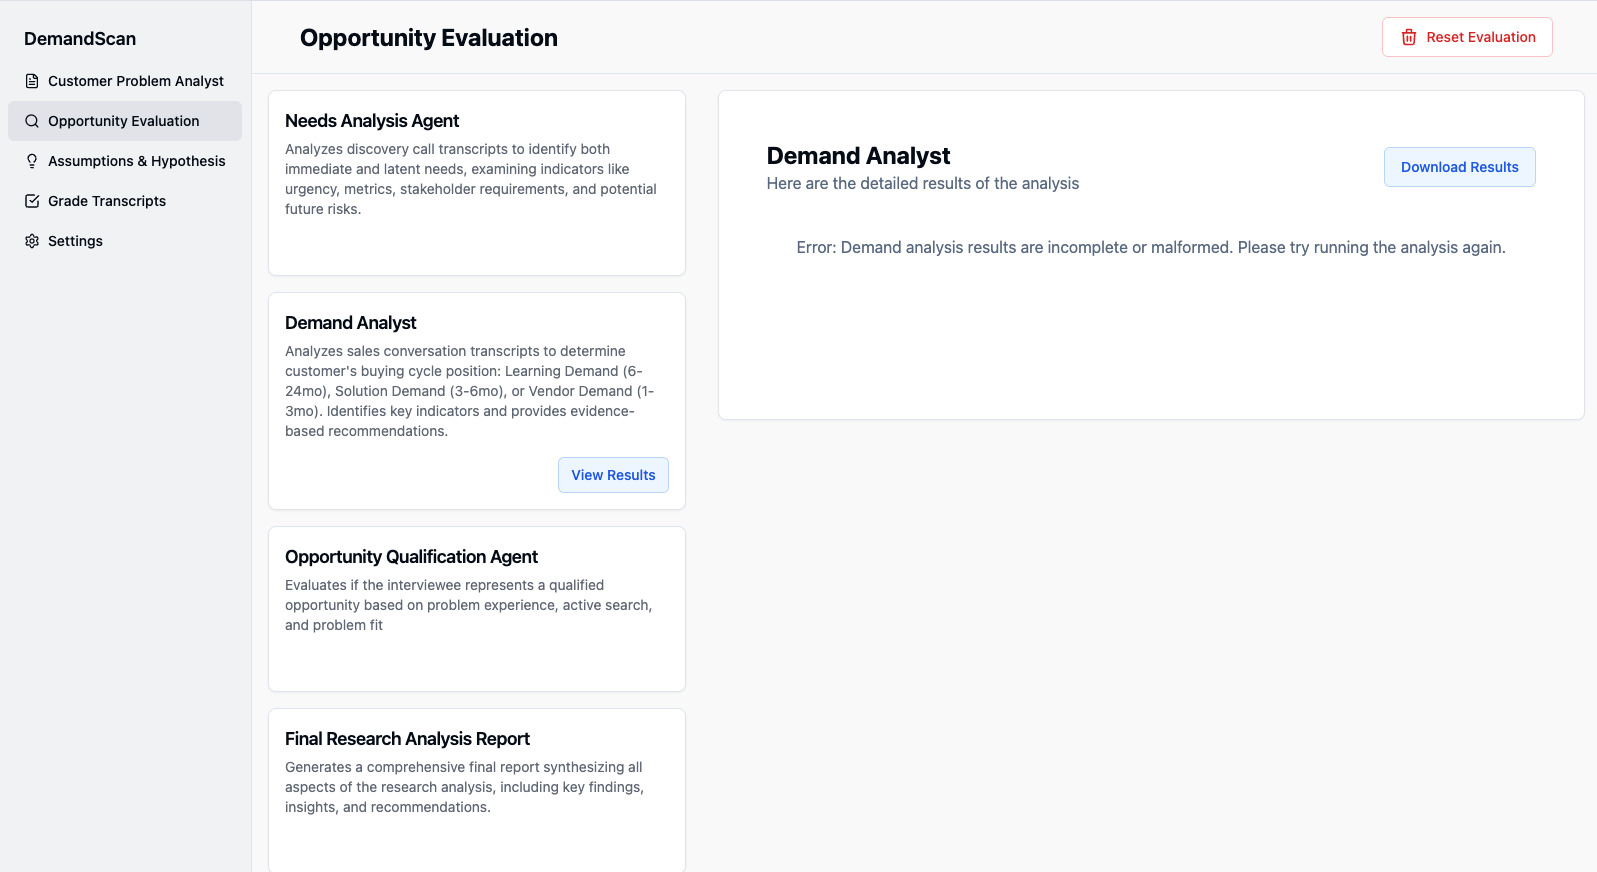 DemandScan
Customer Problem Analyst
Opportunity Evaluation
Assumptions & Hypothesis
Grade Transcripts
Settings
Opportunity Evaluation
Reset Evaluation
Needs Analysis Agent
Analyzes discovery call transcripts to identify both
immediate and latent needs, examining indicators like
urgency, metrics, stakeholder requirements, and potential
future risks.
Demand Analyst
Analyzes sales conversation transcripts to determine
customer's buying cycle position: Learning Demand (6-
24mo), Solution Demand (3-6mo), or Vendor Demand (1-
3mo). Identifies key indicators and provides evidence-
based recommendations.
View Results
Opportunity Qualification Agent
Evaluates if the interviewee represents a qualified
opportunity based on problem experience, active search,
and problem fit
Final Research Analysis Report
Generates a comprehensive final report synthesizing all
aspects of the research analysis, including key findings,
insights, and recommendations.
Demand Analyst
Here are the detailed results of the analysis
Download Results
Error: Demand analysis results are incomplete or malformed. Please try running the analysis again.